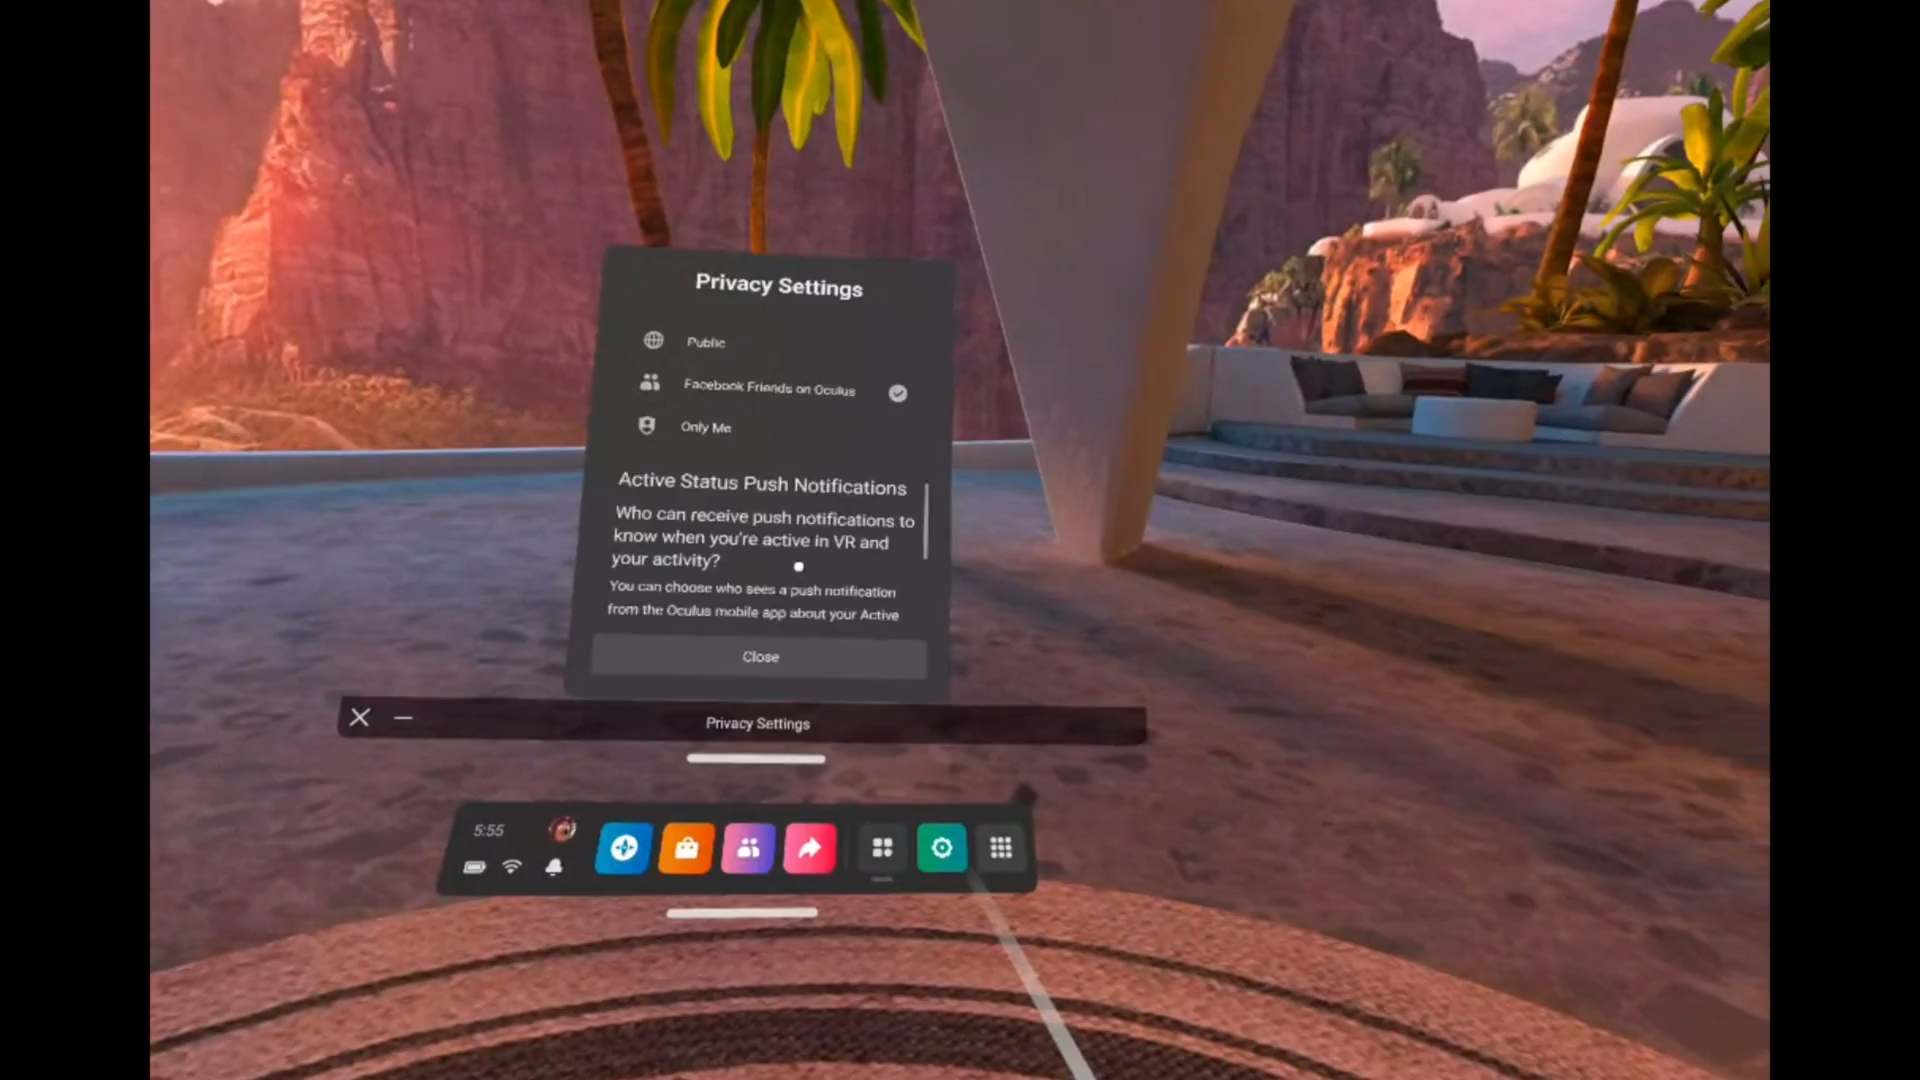 Privacy Settings
Public
Facebook Friends on Oculus
Only Me
Active Status Push Notifications
Who can receive push notifications to
know when you're active in VR and
your activity?
You can choose who sees a push notification
from the Oculus mobile app about your Active
Close
Privacy Settings
5:55